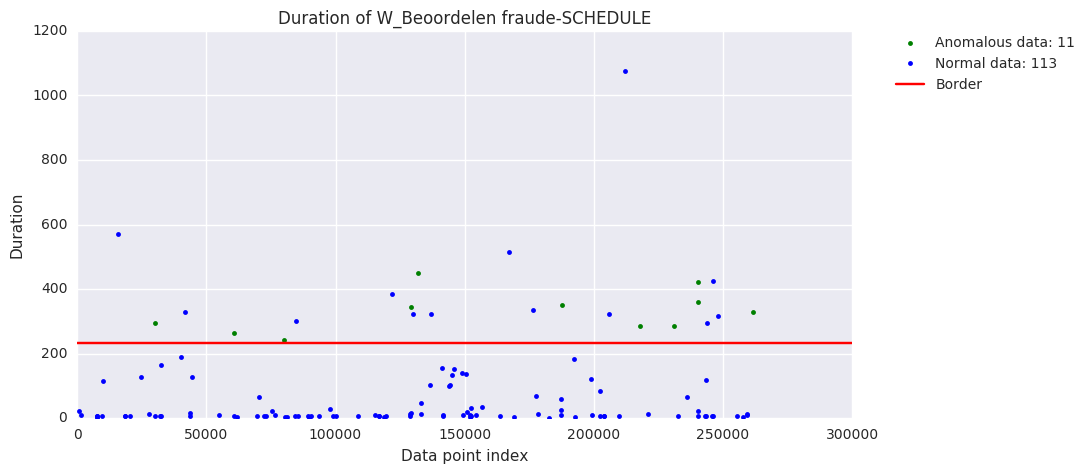 Duration of W_Beoordelen fraude-SCHEDULE
Anomalous data: 11
Normal data: 113
Border
1200
1000
800
600
400
200
0
Duration
0 50000 100000 150000 200000 250000 300000
Data point index